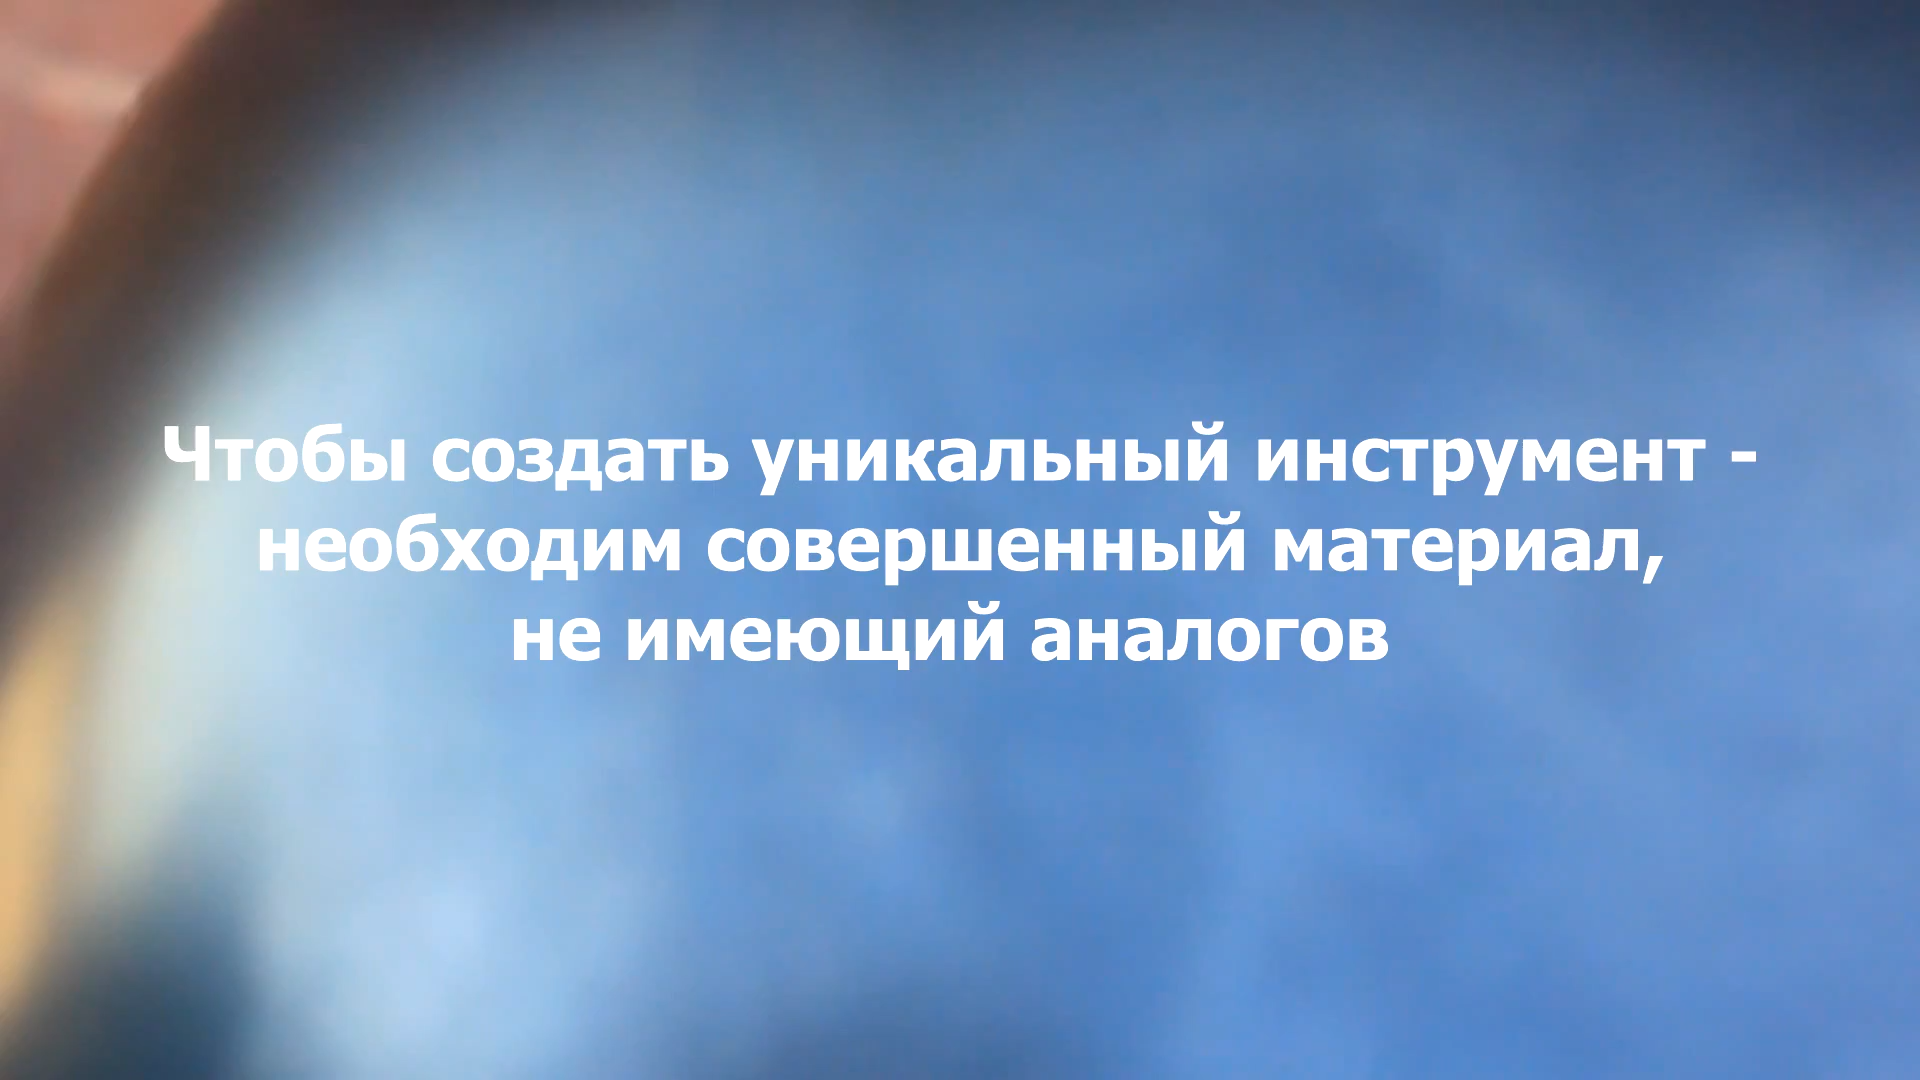 Чтобы создать уникальный инструмент -
необходим совершенный материал,
не имеющий аналогов